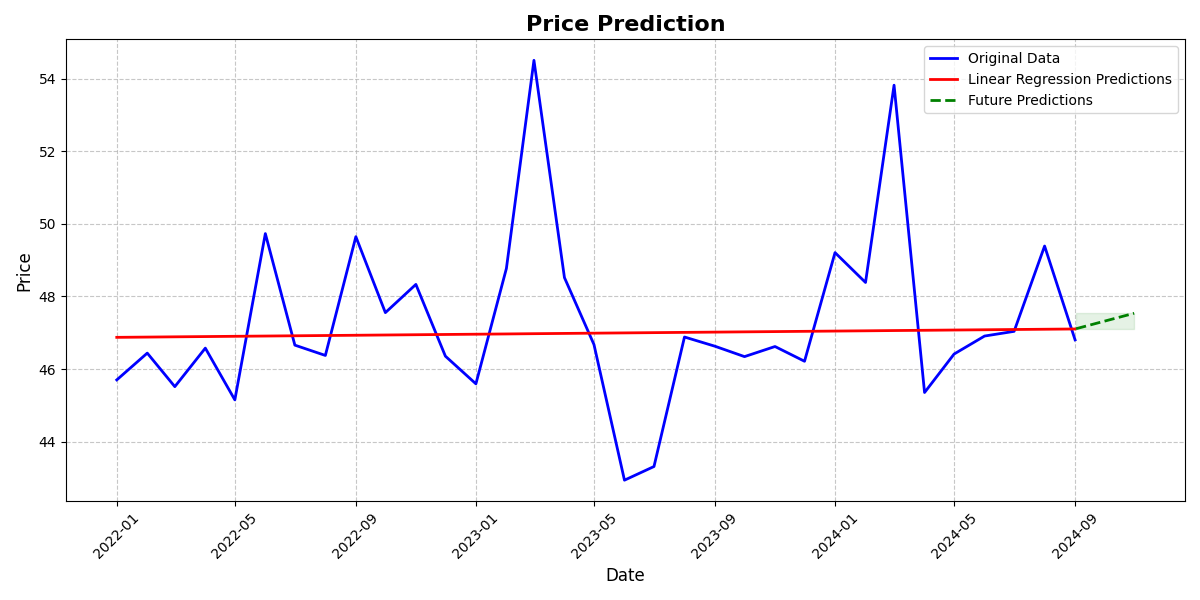 Price Prediction
Original Data
Linear Regression Predictions
Future Predictions
Price
54
52
50
48
46
44
2022-01
2022-05
2022-09
2023-01
2023-05
2023-09
2024-01
2024-05
2024-09
Date